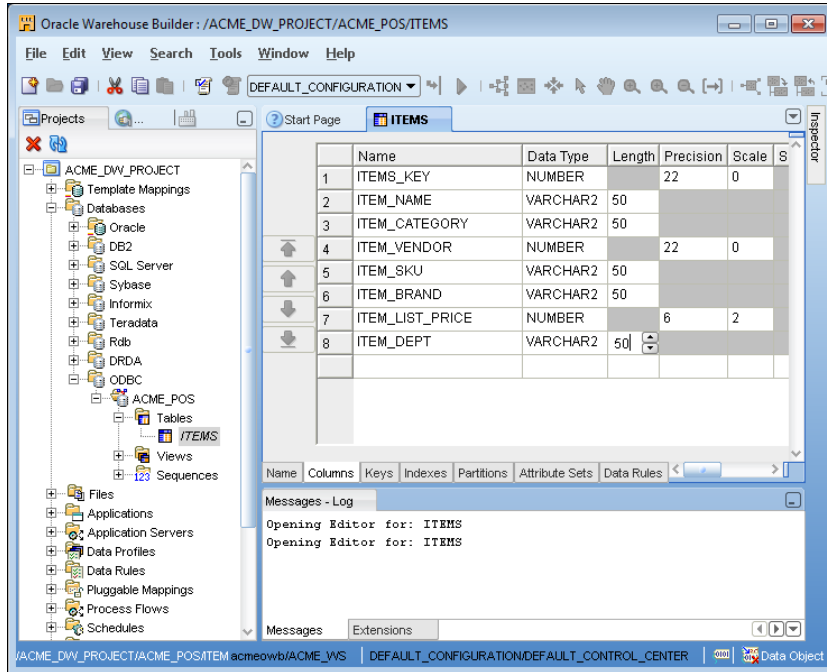 Oracle Warehouse Builder : /ACME_DW_PROJECT/ACME_POS/ITEMS
File Edit View Search Tools Window Help
DEFAULT_CONFIGURATION
Projects ...
Start Page ITEMS
Inspector
ACME_DW_PROJECT
Template Mappings
Databases
Oracle
DB2
SQL Server
Sybase
Informix
Teradata
Rdb
DRDA
ODBC
ACME_POS
Tables
ITEMS
Views
123 Sequences
Files
Applications
Application Servers
Data Profiles
Data Rules
Pluggable Mappings
Process Flows
Schedules
Name Data Type Length Precision Scale S
1 ITEMS_KEY NUMBER 22 0
2 ITEM_NAME VARCHAR2 50
3 ITEM_CATEGORY VARCHAR2 50
4 ITEM_VENDOR NUMBER 22 0
5 ITEM_SKU VARCHAR2 50
6 ITEM_BRAND VARCHAR2 50
7 ITEM_LIST_PRICE NUMBER 6 2
8 ITEM_DEPT VARCHAR2 50
Name Columns Keys Indexes Partitions Attribute Sets Data Rules
Messages - Log
Opening Editor for: ITEMS
Opening Editor for: ITEMS
Messages Extensions
/ACME_DW_PROJECT/ACME_POS/ITEM acmeowb/ACME_WS DEFAULT_CONFIGURATION/DEFAULT_CONTROL_CENTER Data Object